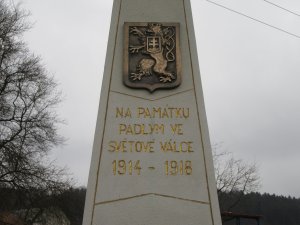 NA PAMÁTKU
PADLÝM VE
SVĚTOVÉ VÁLCE
1914 - 1918